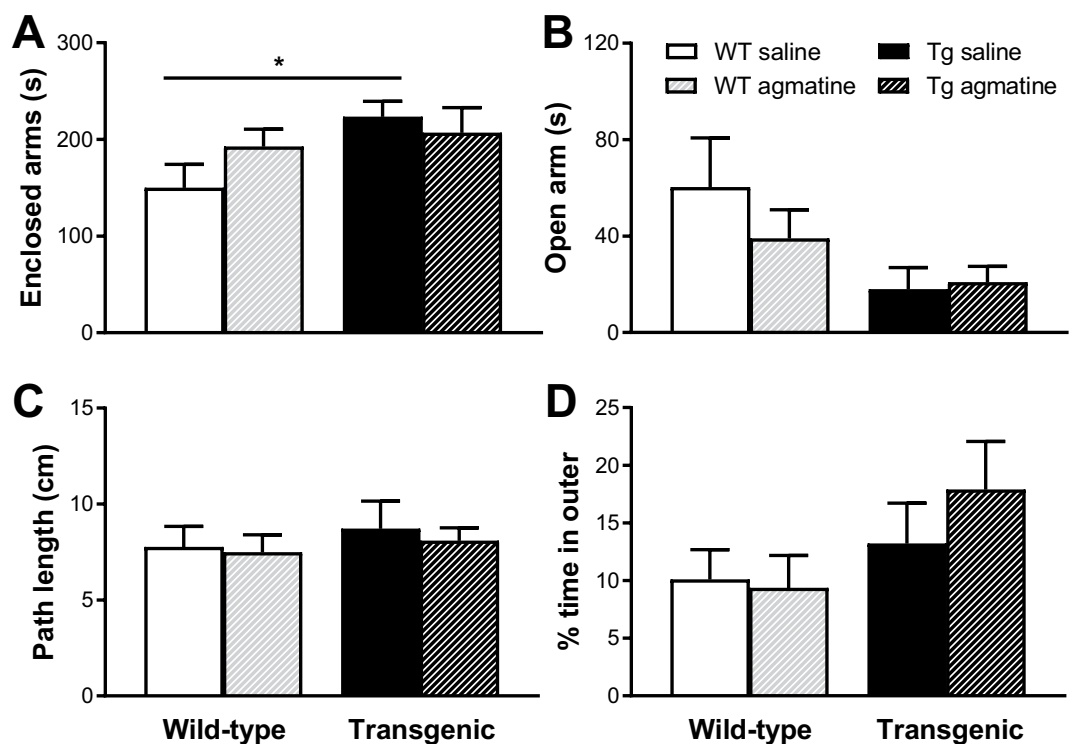 A
Enclosed arms (s)
300
200
100
0
*
B
Open arm (s)
120
80
40
0
WT saline
Tg saline
WT agmatine
Tg agmatine
C
Path length (cm)
15
10
5
0
Wild-type
Transgenic
D
% time in outer
25
20
15
10
5
0
Wild-type
Transgenic